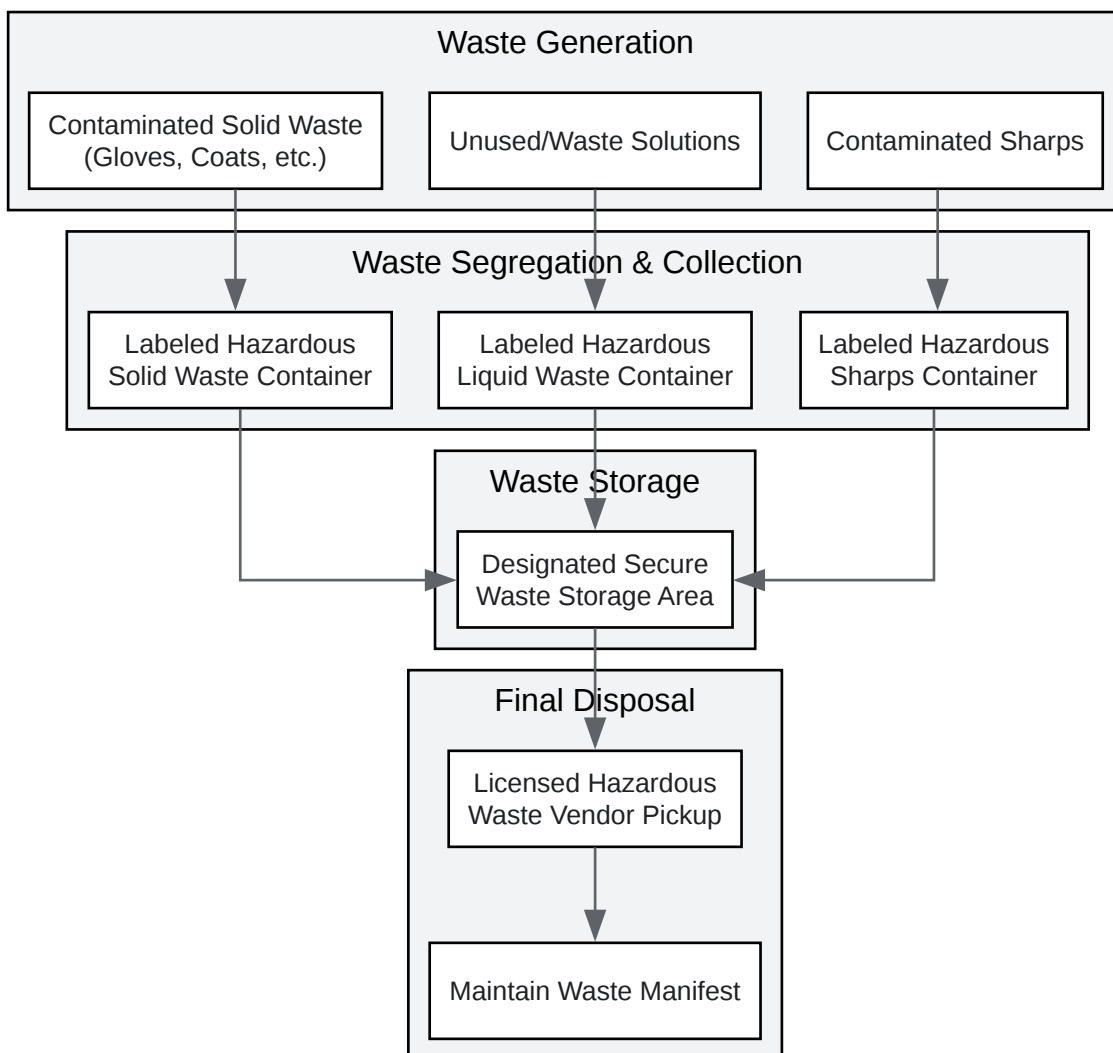 Waste Generation
Contaminated Solid Waste
(Gloves, Coats, etc.)
Unused/Waste Solutions
Contaminated Sharps
Waste Segregation & Collection
Labeled Hazardous
Solid Waste Container
Labeled Hazardous
Liquid Waste Container
Labeled Hazardous
Sharps Container
Waste Storage
Designated Secure
Waste Storage Area
Final Disposal
Licensed Hazardous
Waste Vendor Pickup
Maintain Waste Manifest